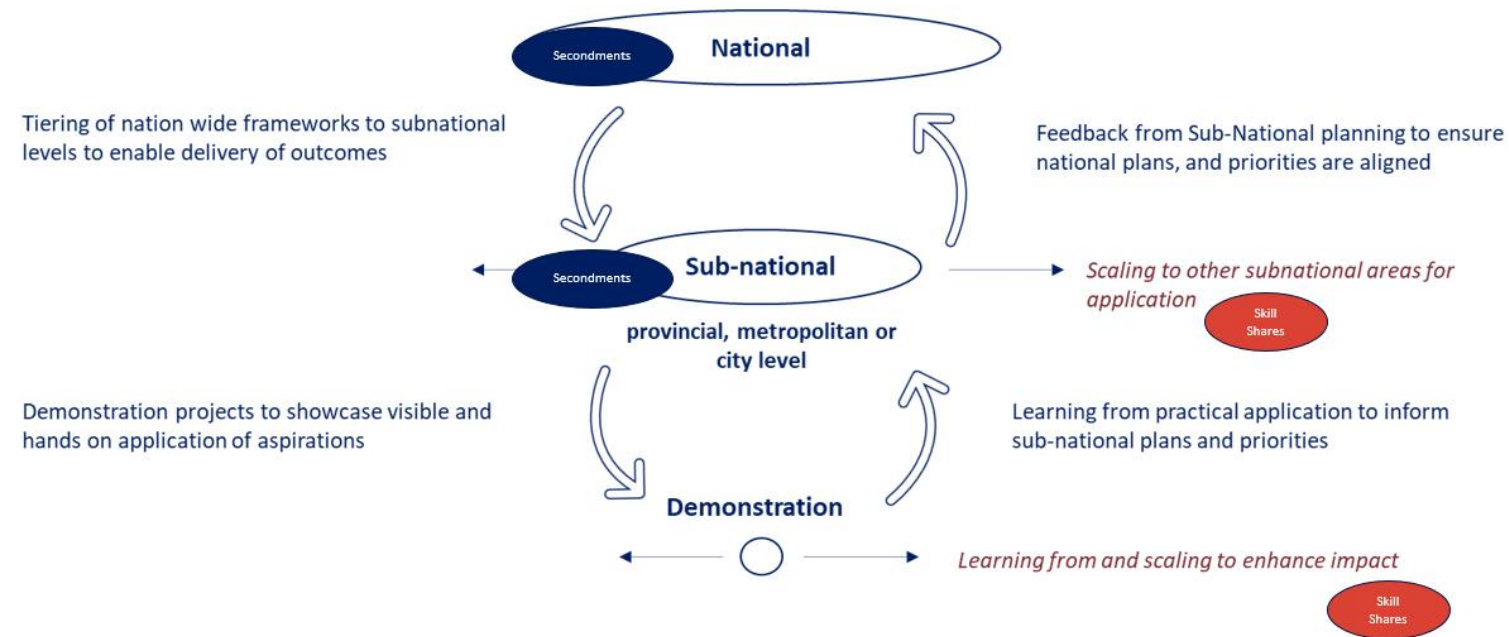 Secondments
National
Tiering of nation wide frameworks to subnational
levels to enable delivery of outcomes
Feedback from Sub-National planning to ensure
national plans, and priorities are aligned
Secondments
Sub-national
Scaling to other subnational areas for
application
Skill
Shares
provincial, metropolitan or
city level
Demonstration projects to showcase visible and
hands on application of aspirations
Learning from practical application to inform
sub-national plans and priorities
Demonstration
Learning from and scaling to enhance impact
Skill
Shares